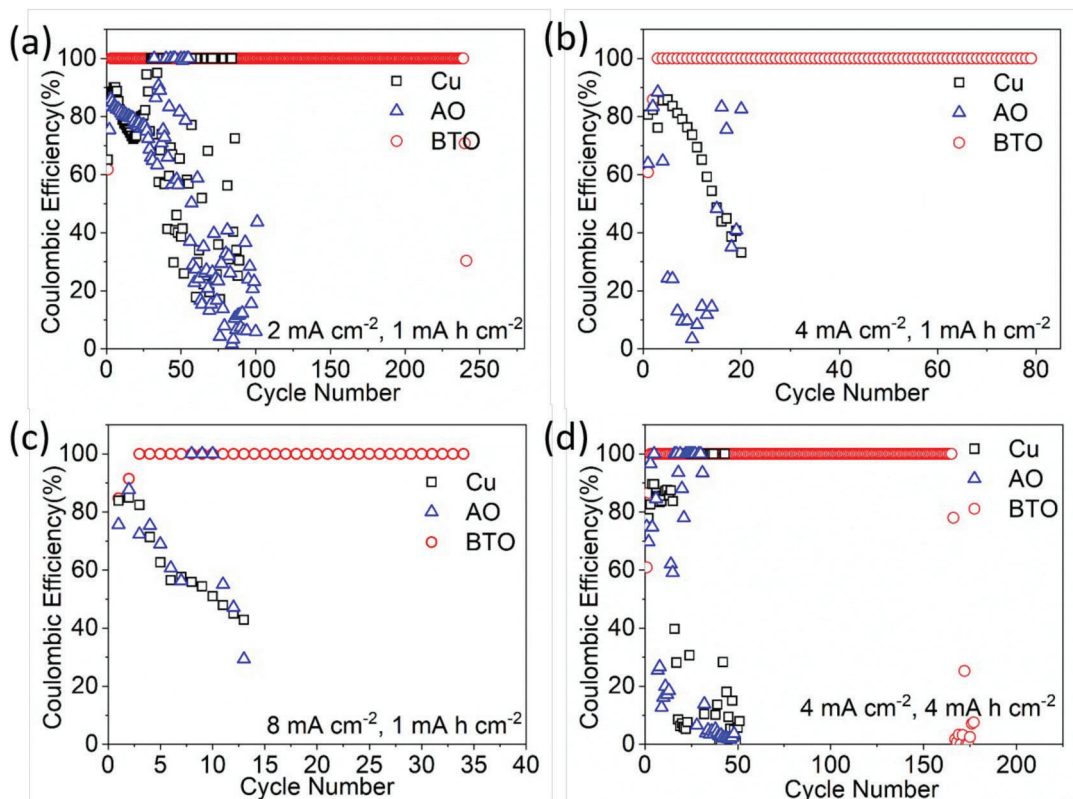 (a)
Coulombic Efficiency(%)
100
80
60
40
20
0
Cu
AO
BTO
2 mA cm-2, 1 mA h cm-2
0 50 100 150 200 250
Cycle Number
(b)
Coulombic Efficiency(%)
100
80
60
40
20
0
Cu
AO
BTO
4 mA cm-2, 1 mA h cm-2
0 20 40 60 80
Cycle Number
(c)
Coulombic Efficiency(%)
100
80
60
40
20
0
Cu
AO
BTO
8 mA cm-2, 1 mA h cm-2
0 5 10 15 20 25 30 35 40
Cycle Number
(d)
Coulombic Efficiency(%)
100
80
60
40
20
0
Cu
AO
BTO
4 mA cm-2, 4 mA h cm-2
0 50 100 150 200
Cycle Number